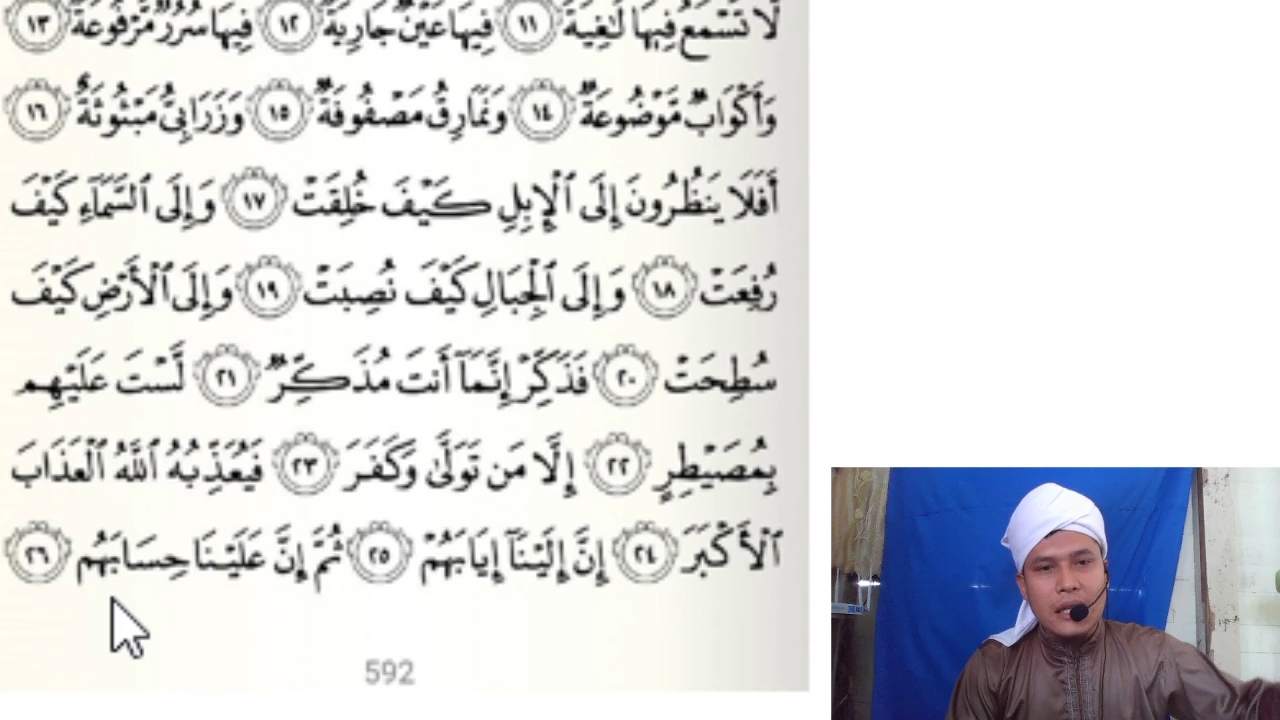 لَّا تَسْمَعُ فِيهَا لَٰغِيَةً ١١ فِيهَا عَيْنٌ جَارِيَةٌ ١٢ فِيهَا سُرُرٌ مَّرْفُوعَةٌ ١٣
وَأَكْوَابٌ مَّوْضُوعَةٌ ١٤ وَنَمَارِقُ مَصْفُوفَةٌ ١٥ وَزَرَابِيُّ مَبْثُوثَةٌ ١٦
أَفَلَا يَنظُرُونَ إِلَى ٱلْإِبِلِ كَيْفَ خُلِقَتْ ١٧ وَإِلَى ٱلسَّمَآءِ كَيْفَ
رُفِعَتْ ١٨ وَإِلَى ٱلْجِبَالِ كَيْفَ نُصِبَتْ ١٩ وَإِلَى ٱلْأَرْضِ كَيْفَ
سُطِحَتْ ٢٠ فَذَكِّرْ إِنَّمَآ أَنتَ مُذَكِّرٌ ٢١ لَّسْتَ عَلَيْهِم
بِمُصَيْطِرٍ ٢٢ إِلَّا مَن تَوَلَّىٰ وَكَفَرَ ٢٣ فَيُعَذِّبُهُ ٱللَّهُ ٱلْعَذَابَ
ٱلْأَكْبَرَ ٢٤ إِنَّ إِلَيْنَآ إِيَابَهُمْ ٢٥ ثُمَّ إِنَّ عَلَيْنَا حِسَابَهُم ٢٦
592